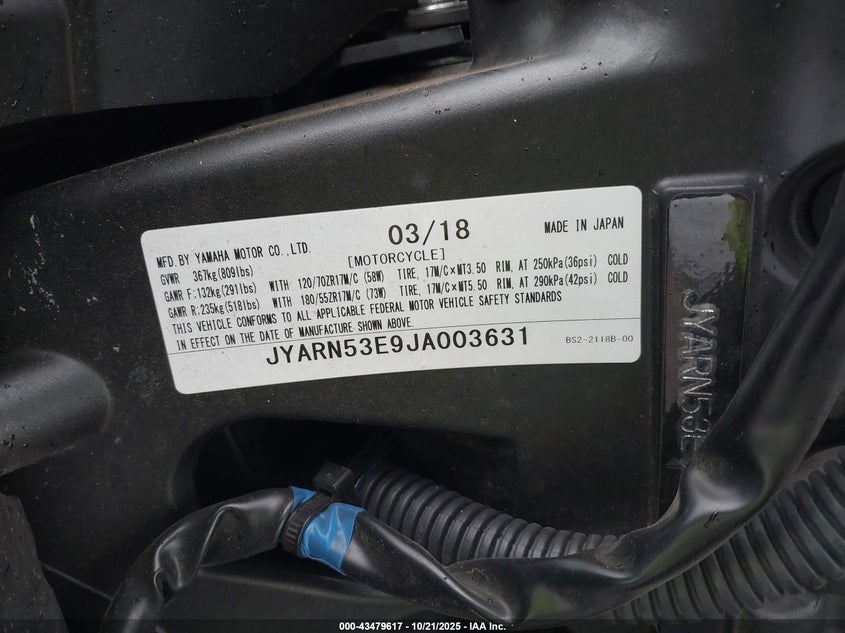 03/18
MADE IN JAPAN
MFD.BY YAMAHA MOTOR CO.,LTD.
[MOTORCYCLE]
GVWR 367kg(809lbs)
GAWR F:132kg(291lbs) WITH 120/70ZR17M/C (58W) TIRE, 17M/C×MT3.50 RIM, AT 250kPa(36psi) COLD
GAWR R:235kg(518lbs) WITH 180/55ZR17M/C (73W) TIRE, 17M/C×MT5.50 RIM, AT 290kPa(42psi) COLD
THIS VEHICLE CONFORMS TO ALL APPLICABLE FEDERAL MOTOR VEHICLE SAFETY STANDARDS
IN EFFECT ON THE DATE OF MANUFACTURE SHOWN ABOVE.
JYARN53E9JA003631
BS2-2118B-00
JYARN53E
000-43479617 - 10/21/2025 - IAA Inc.